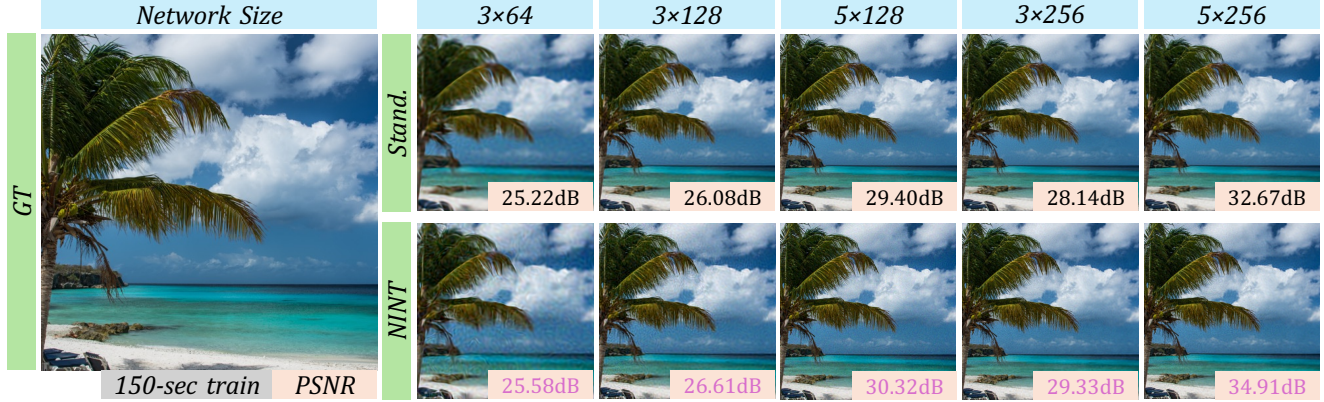 Network Size
3×64
3×128
5×128
3×256
5×256
GT
Stand.
25.22dB
26.08dB
29.40dB
28.14dB
32.67dB
NINT
25.58dB
26.61dB
30.32dB
29.33dB
34.91dB
150-sec train
PSNR